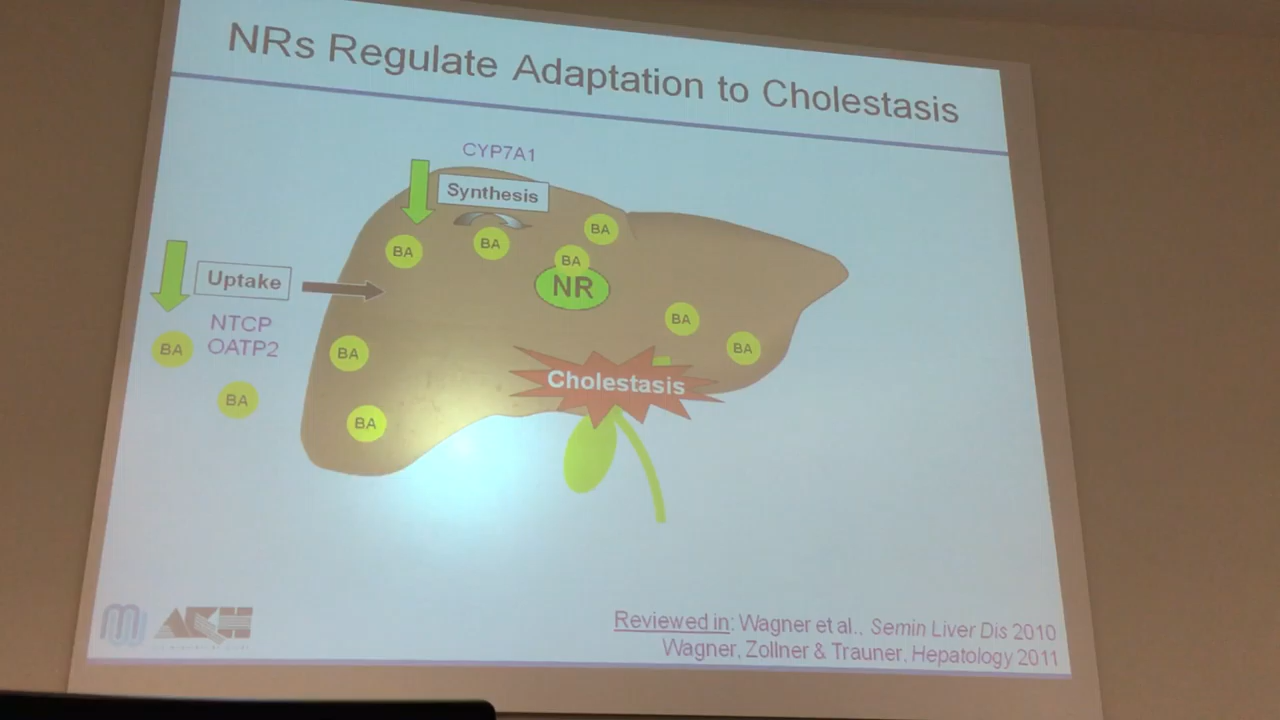 NRs Regulate Adaptation to Cholestasis
CYP7A1
Synthesis
BA
BA
BA
BA
NR
Uptake
NTCP
OATP2
BA
BA
BA
BA
BA
BA
Cholestasis
AKH
Reviewed in: Wagner et al., Semin Liver Dis 2010
Wagner, Zollner & Trauner, Hepatology 2011